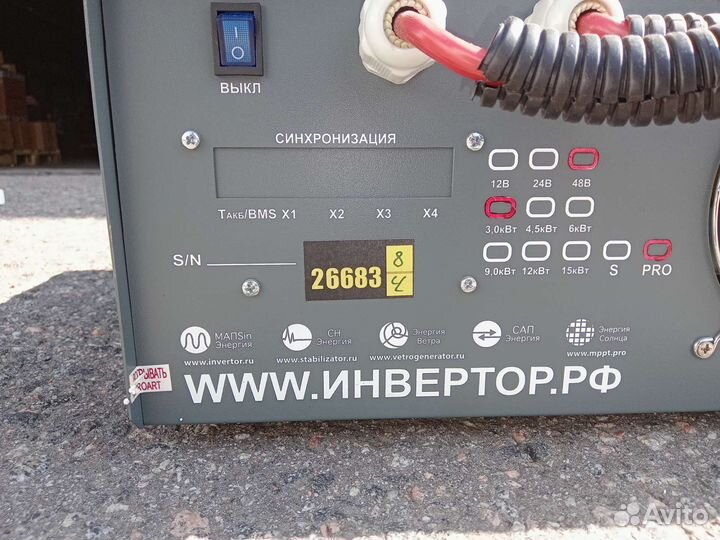 I
O
ВЫКЛ
СИНХРОНИЗАЦИЯ
Tакб/BMS X1 X2 X3 X4
12В 24В 48В
3,0кВт 4,5кВт 6кВт
9,0кВт 12кВт 15кВт S PRO
S/N
26683 8
4
МАПSin Энергия
СН Энергия
Энергия Ветра
САП Энергия
Энергия Солнца
www.invertor.ru www.stabilizator.ru www.vetrogenerator.ru www.mppt.pro
WWW.ИНВЕРТОР.РФ
Avito